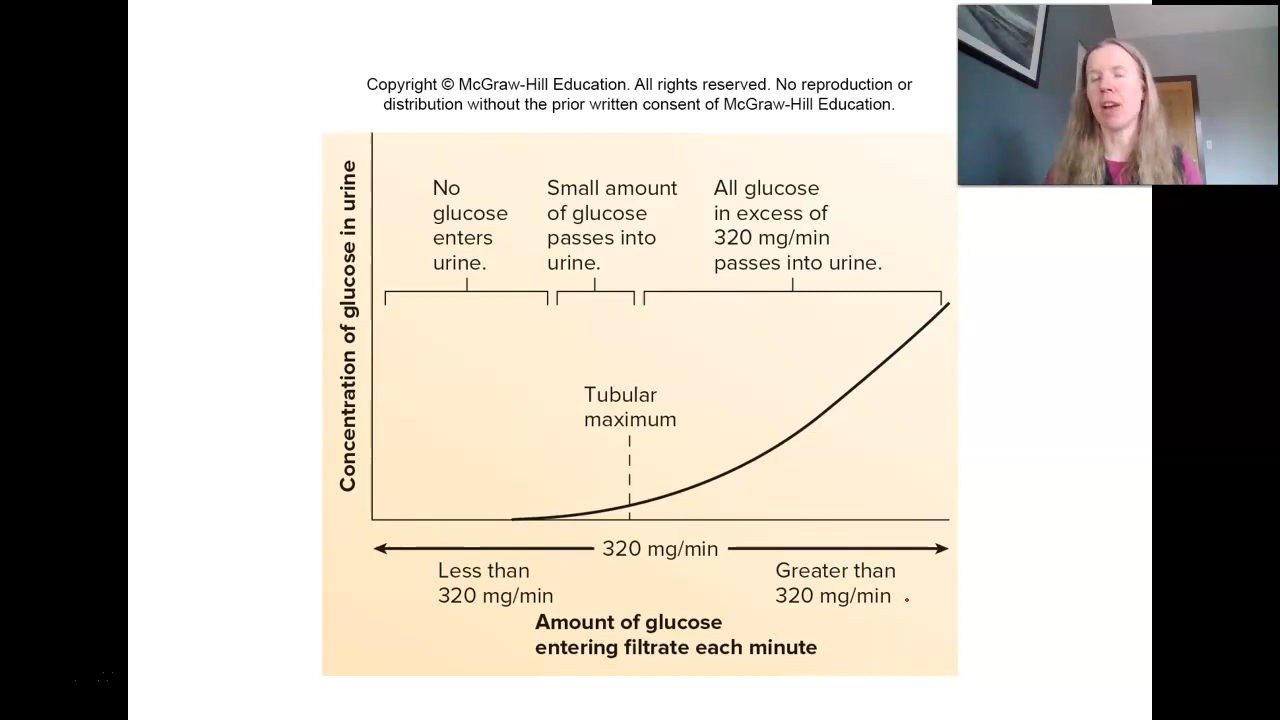 Copyright © McGraw-Hill Education. All rights reserved. No reproduction or
distribution without the prior written consent of McGraw-Hill Education.
Concentration of glucose in urine
No
glucose
enters
urine.
Small amount
of glucose
passes into
urine.
All glucose
in excess of
320 mg/min
passes into urine.
Tubular
maximum
320 mg/min
Less than
320 mg/min
Greater than
320 mg/min
Amount of glucose
entering filtrate each minute